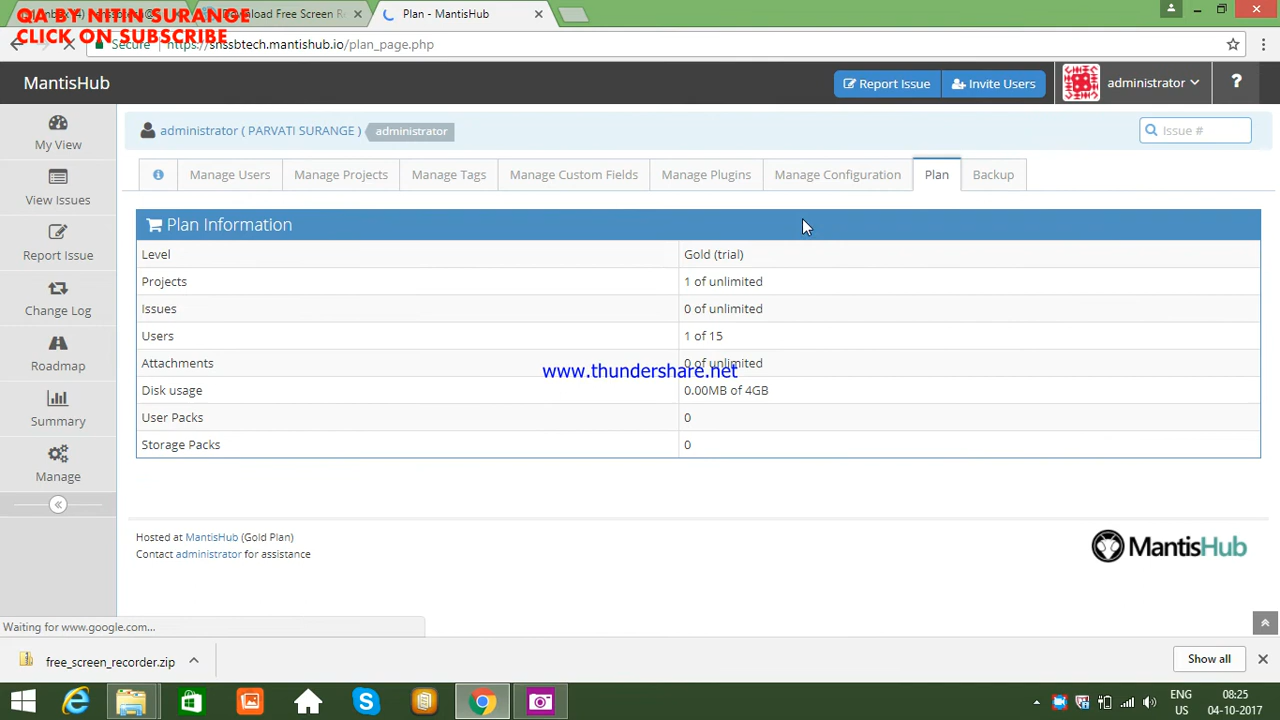 QA BY NITIN SURANGE
CLICK ON SUBSCRIBE
Download Free Screen Re
Plan - MantisHub
Secure
https://snssbtech.mantishub.io/plan_page.php
MantisHub
Report Issue
Invite Users
administrator
?
My View
View Issues
Report Issue
Change Log
Roadmap
Summary
Manage
administrator ( PARVATI SURANGE )
administrator
Issue #
Manage Users
Manage Projects
Manage Tags
Manage Custom Fields
Manage Plugins
Manage Configuration
Plan
Backup
Plan Information
Level Gold (trial)
Projects 1 of unlimited
Issues 0 of unlimited
Users 1 of 15
Attachments 0 of unlimited
www.thundershare.net
Disk usage 0.00MB of 4GB
User Packs 0
Storage Packs 0
Hosted at MantisHub (Gold Plan)
Contact administrator for assistance
MantisHub
Waiting for www.google.com...
free_screen_recorder.zip
Show all
ENG
US
08:25
04-10-2017